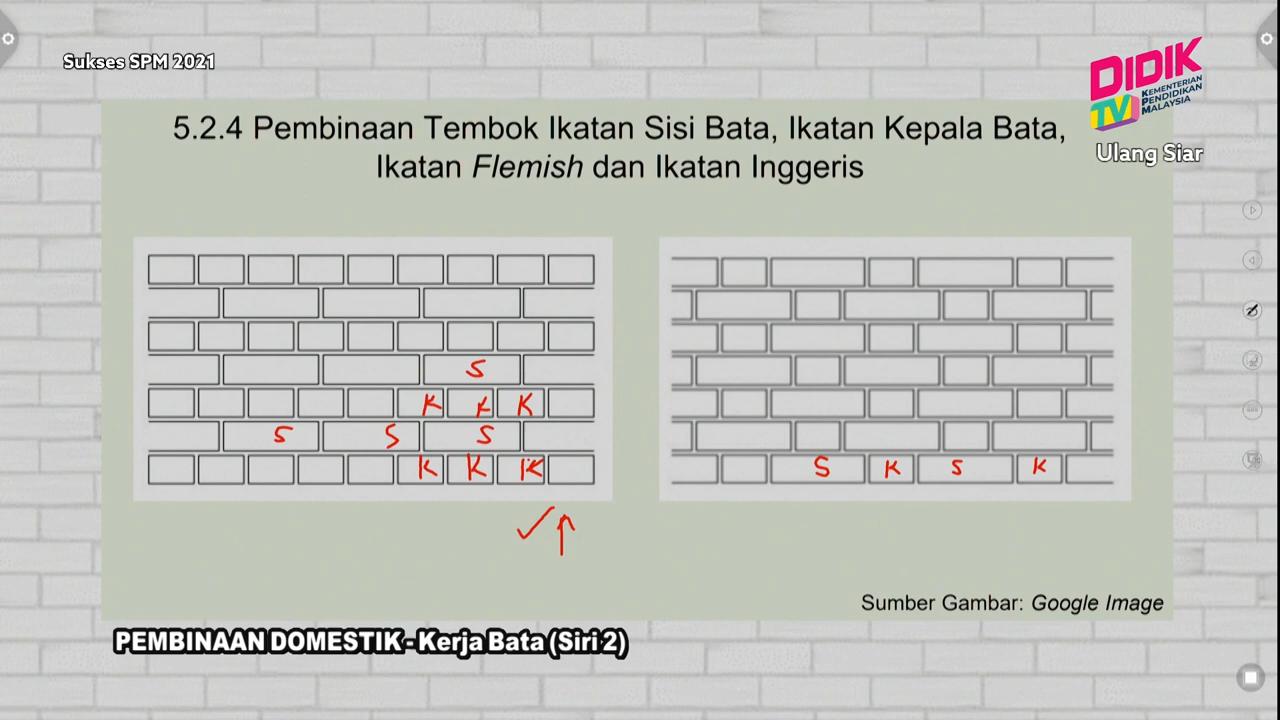 Sukses SPM 2021
DIDIK
TV
KEMENTERIAN
PENDIDIKAN
MALAYSIA
Ulang Siar
5.2.4 Pembinaan Tembok Ikatan Sisi Bata, Ikatan Kepala Bata,
Ikatan Flemish dan Ikatan Inggeris
S
K K K
S S S
K K K
S K S K
Sumber Gambar: Google Image
PEMBINAAN DOMESTIK - Kerja Bata (Siri 2)